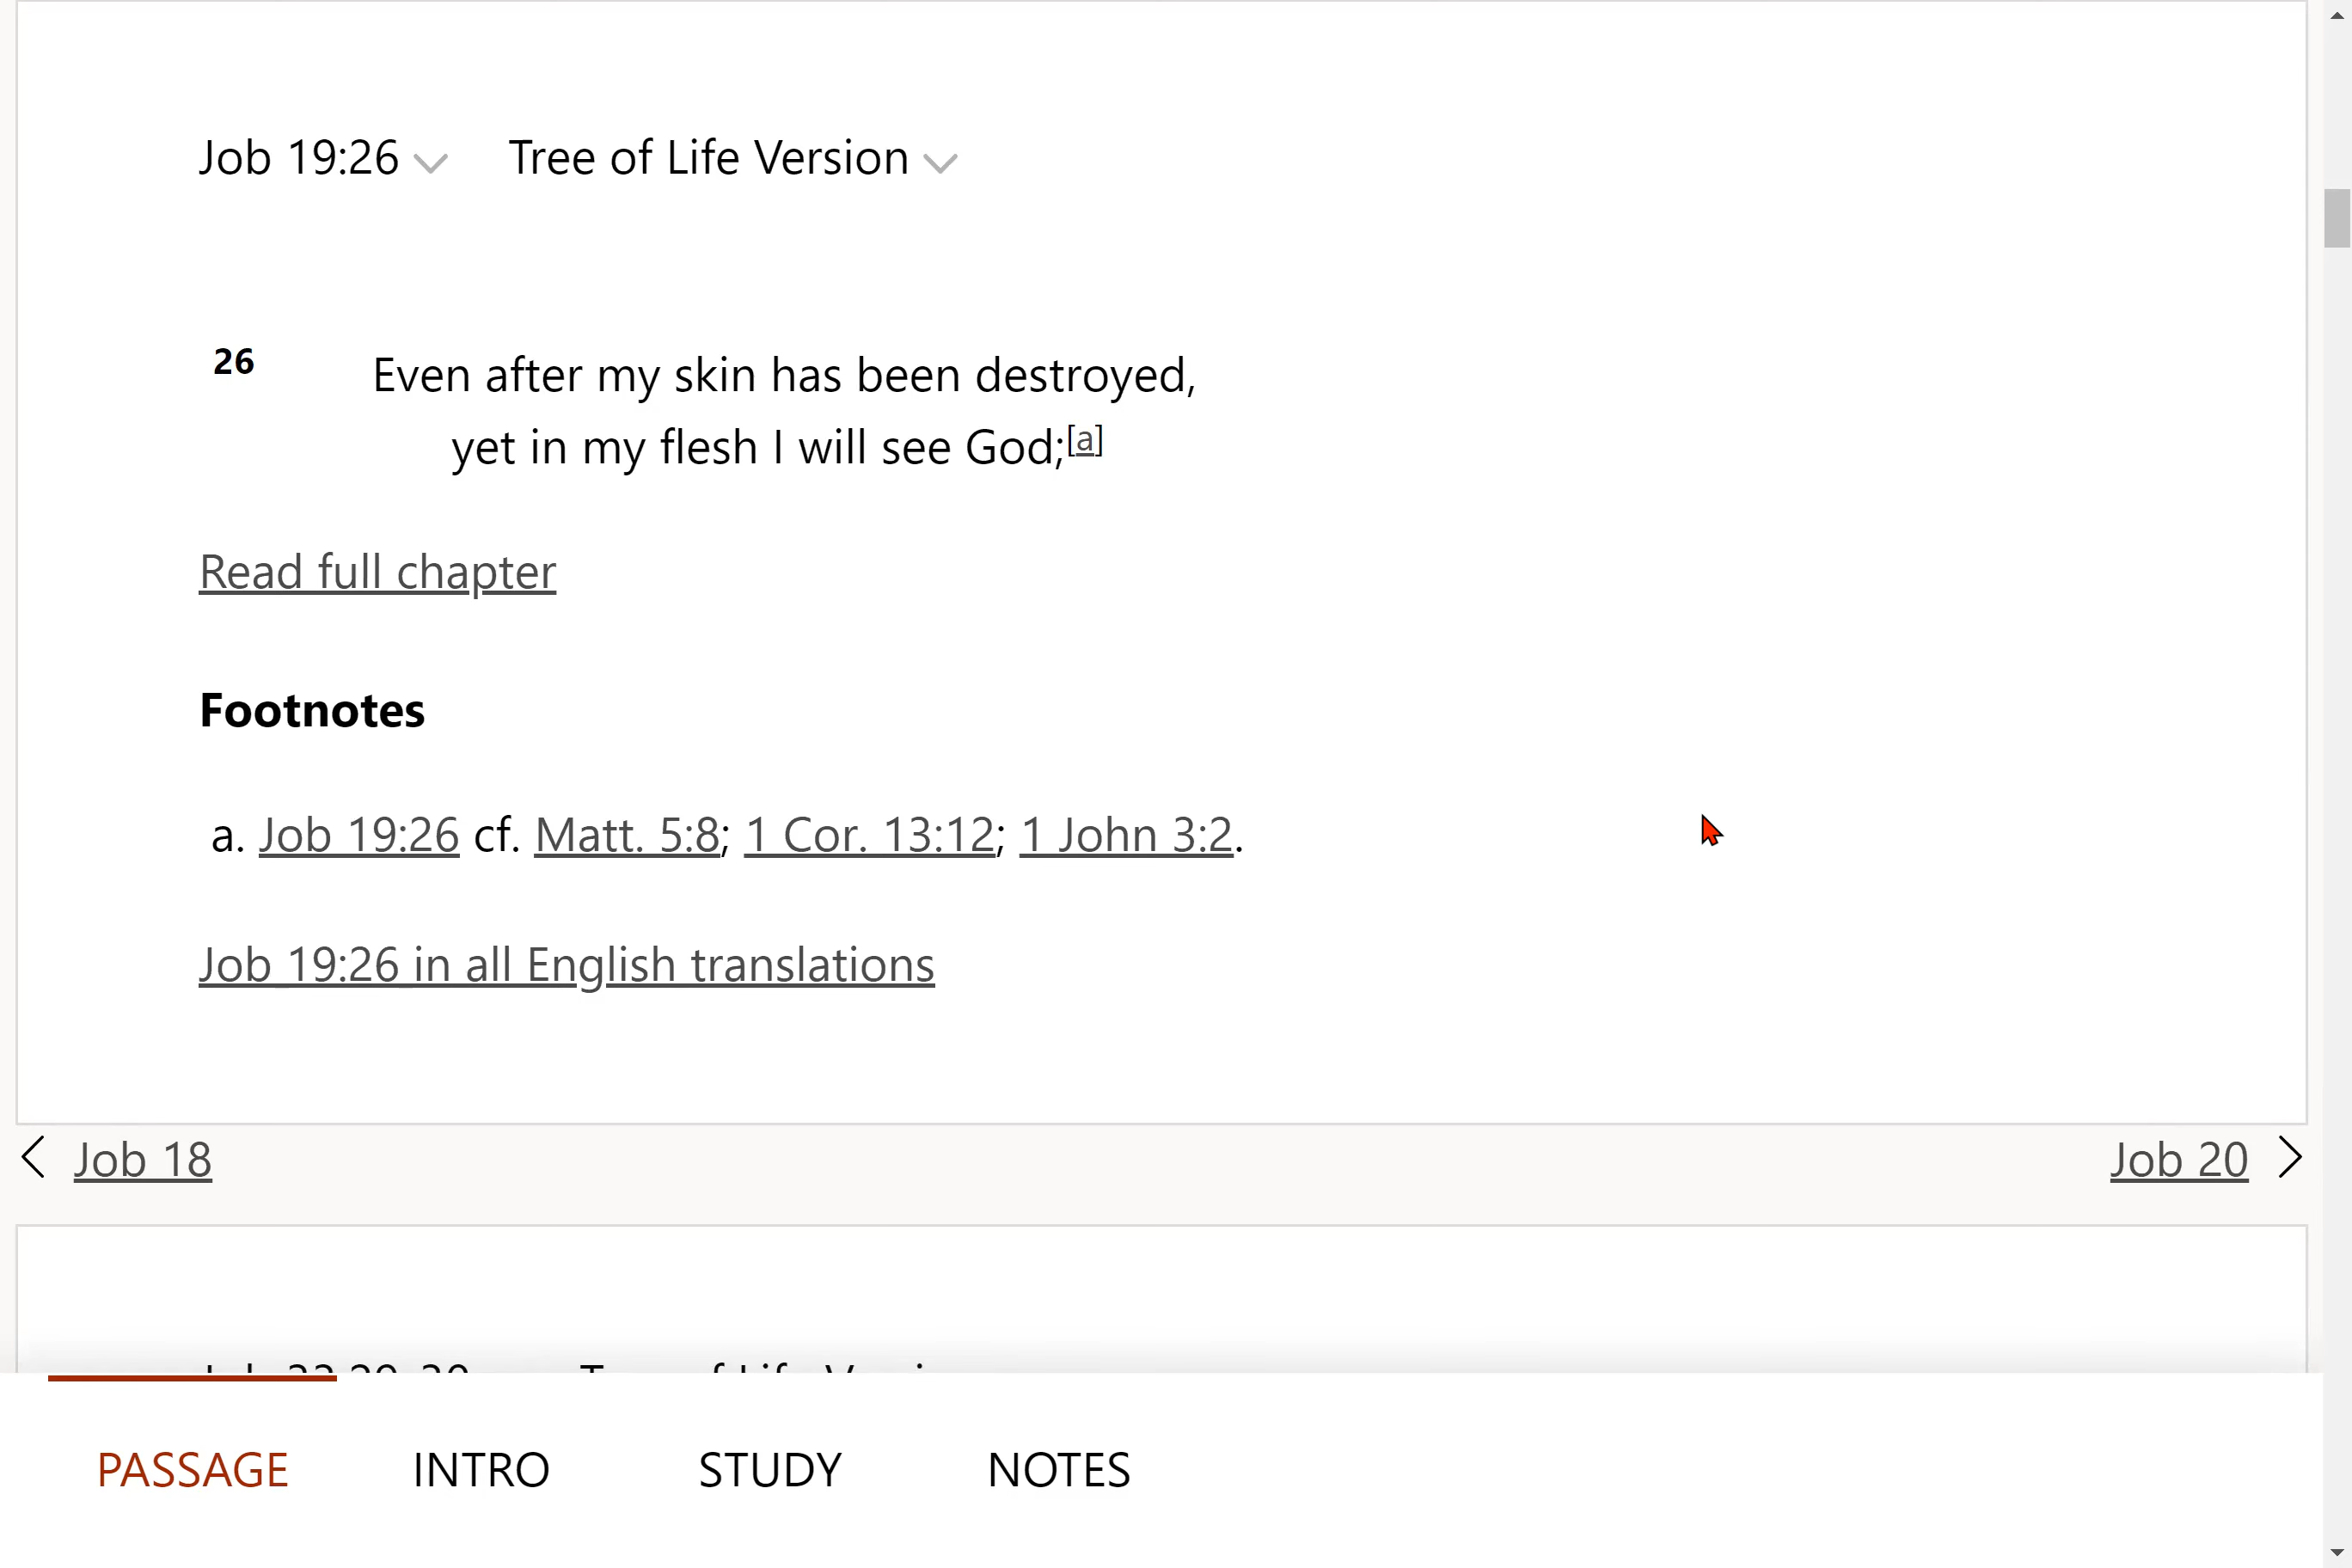 Job 19:26 Tree of Life Version
26 Even after my skin has been destroyed,
yet in my flesh I will see God;[a]
Read full chapter
Footnotes
a. Job 19:26 cf. Matt. 5:8; 1 Cor. 13:12; 1 John 3:2.
Job 19:26 in all English translations
Job 18 Job 20
PASSAGE INTRO STUDY NOTES